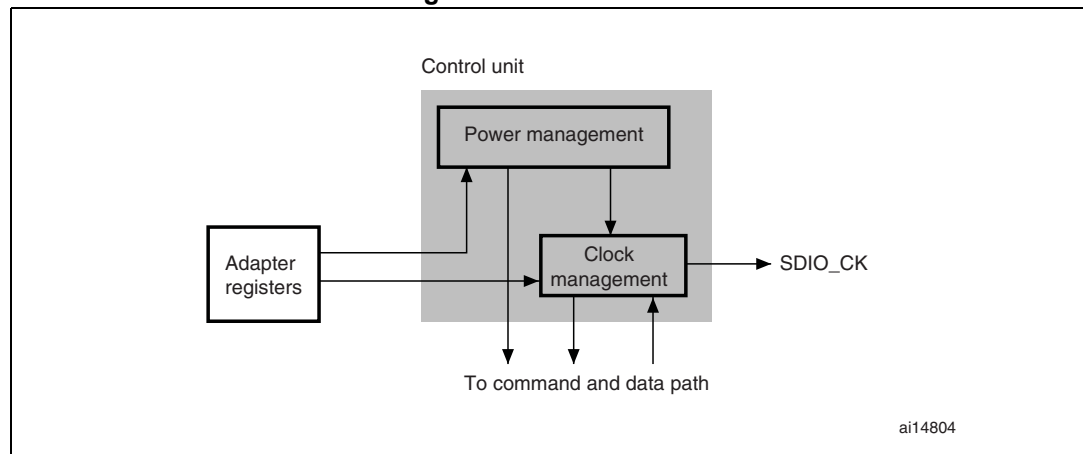 Control unit
Power management
Clock
management
SDIO_CK
Adapter
registers
To command and data path
ai14804